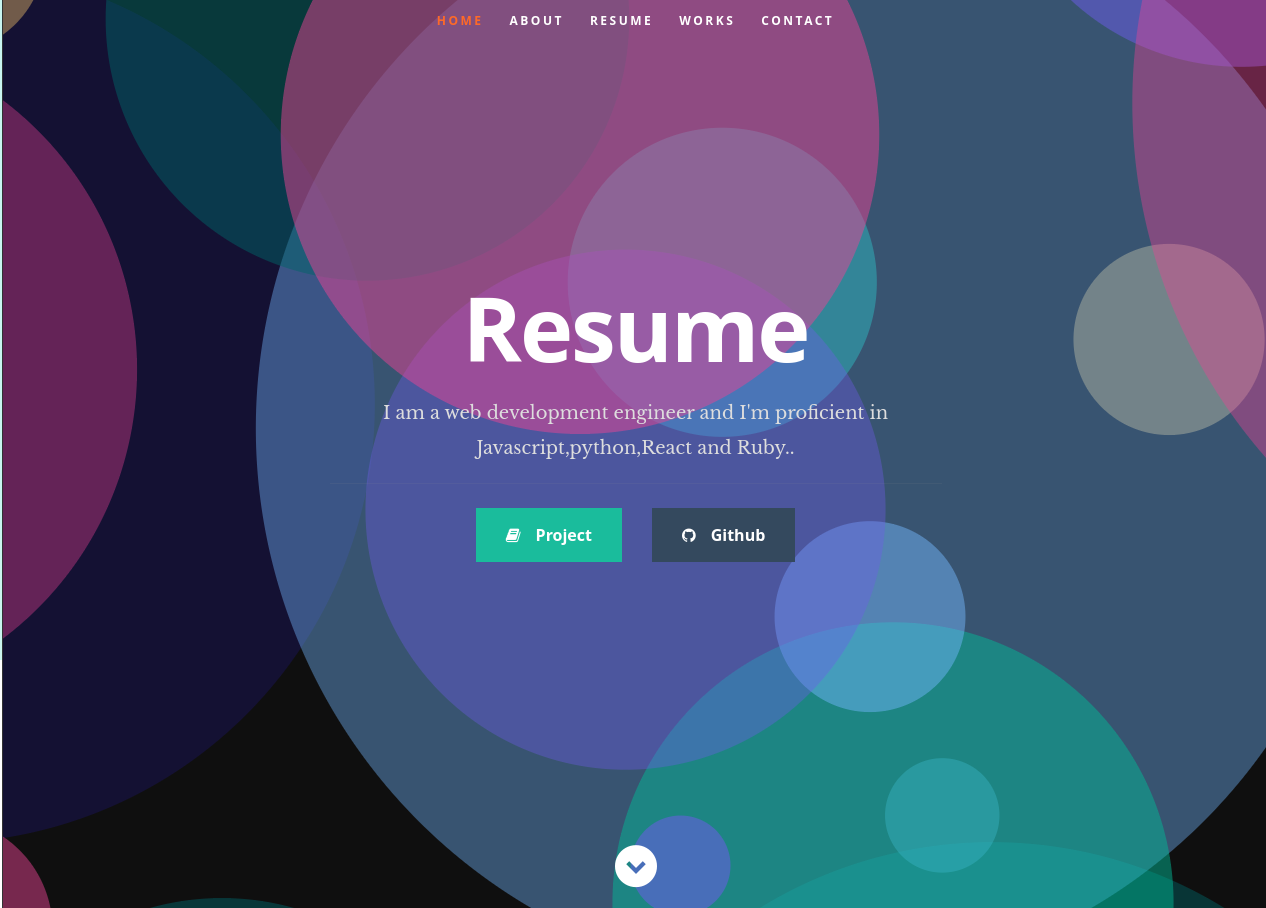 HOME ABOUT RESUME WORKS CONTACT
Resume
I am a web development engineer and I'm proficient in
Javascript,python,React and Ruby..
Project Github